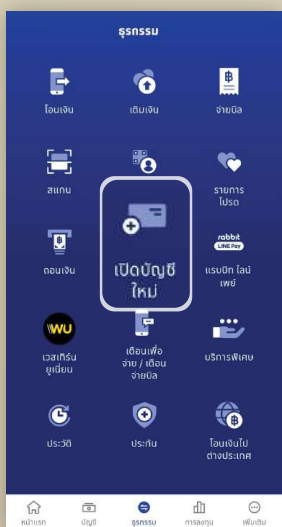 ธุรกรรม
โอนเงิน
เติมเงิน
จ่ายบิล
สแกน
รายการ
โปรด
ถอนเงิน
เปิดบัญชี
ใหม่
rabbit
LINE Pay
แรบบิท ไลน์
เพย์
WU
เวสเทิร์น
ยูเนี่ยน
เตือนเพื่อ
จ่าย / เตือน
จ่ายบิล
บริการพิเศษ
ประวัติ
ประกัน
โอนเงินไป
ต่างประเทศ
หน้าแรก
บัญชี
ธุรกรรม
การลงทุน
เพิ่มเติม